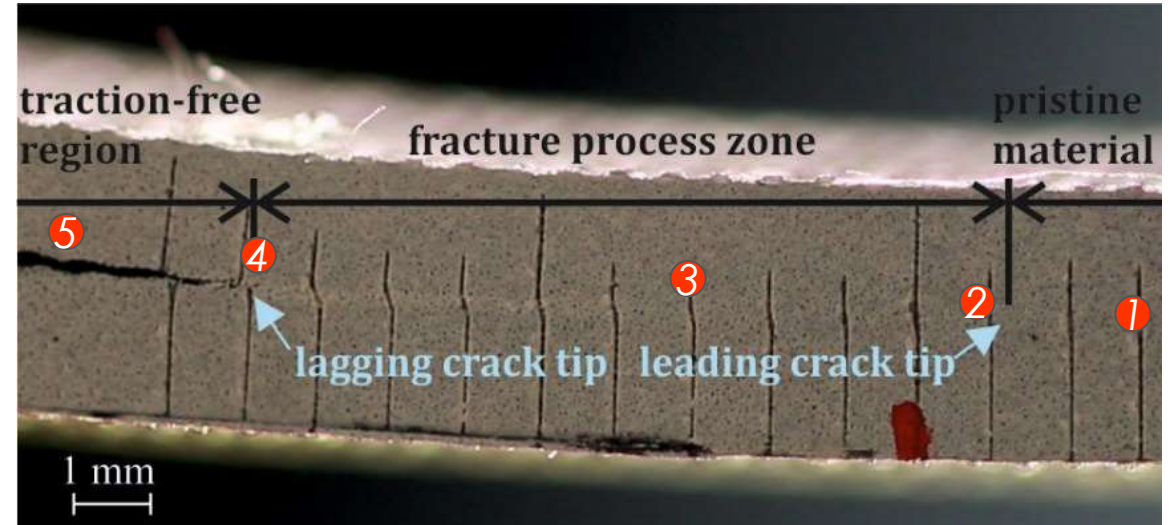 traction-free
region
fracture process zone
pristine
material
5
4
3
2
1
lagging crack tip
leading crack tip
1 mm